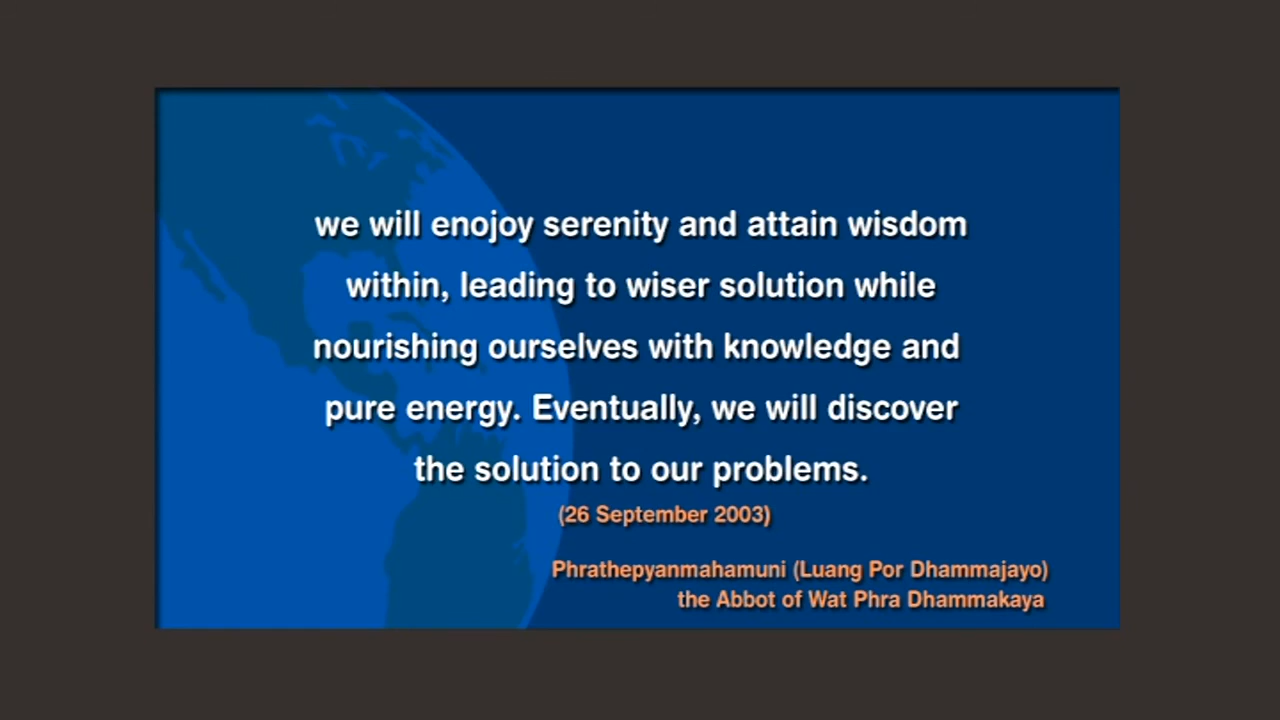 we will enojoy serenity and attain wisdom
within, leading to wiser solution while
nourishing ourselves with knowledge and
pure energy. Eventually, we will discover
the solution to our problems.
(26 September 2003)
Phrathepyanmahamuni (Luang Por Dhammajayo)
the Abbot of Wat Phra Dhammakaya